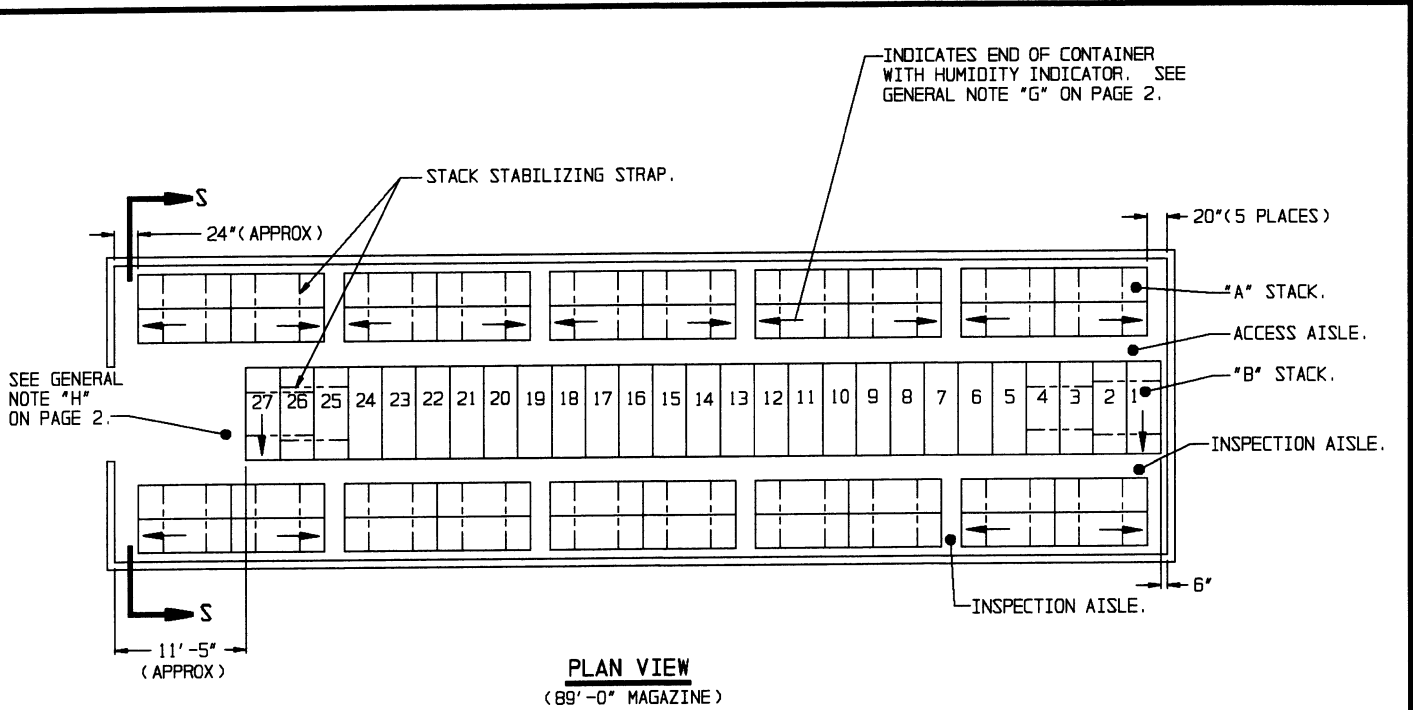 INDICATES END OF CONTAINER
WITH HUMIDITY INDICATOR. SEE
GENERAL NOTE "G" ON PAGE 2.
STACK STABILIZING STRAP.
S
24"(APPROX)
20"(5 PLACES)
"A" STACK.
ACCESS AISLE.
"B" STACK.
SEE GENERAL
NOTE "H"
ON PAGE 2.
27 26 25 24 23 22 21 20 19 18 17 16 15 14 13 12 11 10 9 8 7 6 5 4 3 2 1
INSPECTION AISLE.
6"
S
INSPECTION AISLE.
11'-5"
(APPROX)
PLAN VIEW
(89'-0" MAGAZINE)